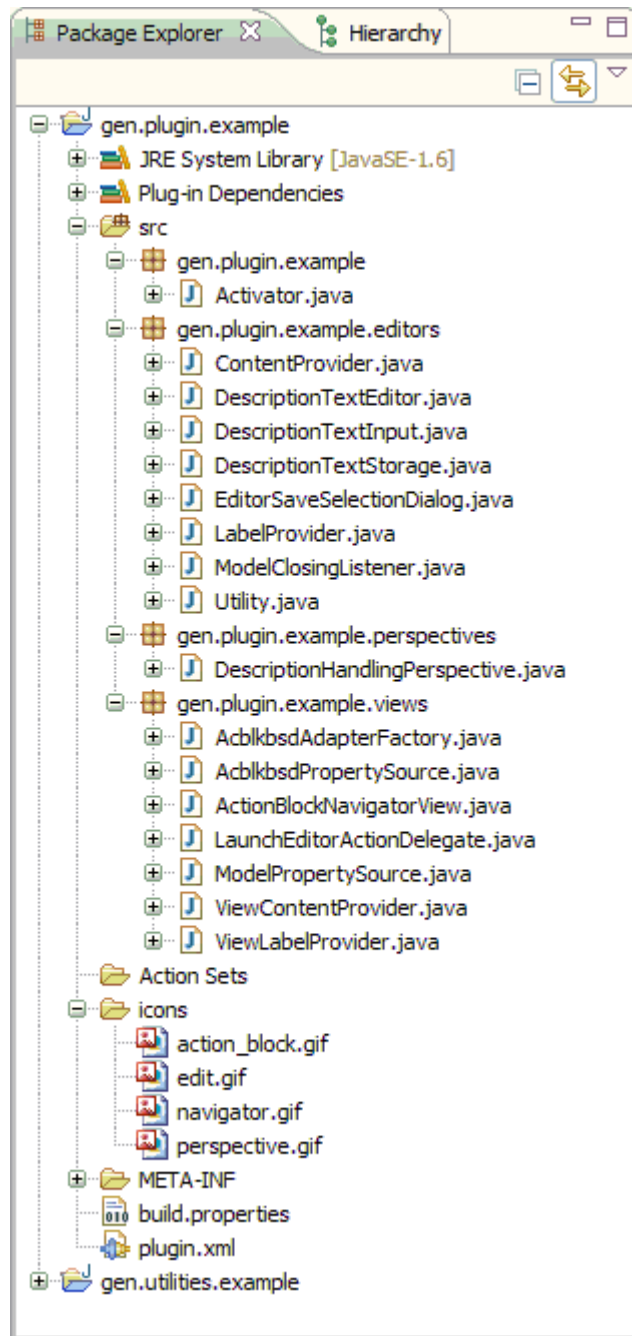 Package Explorer Hierarchy
gen.plugin.example
JRE System Library [JavaSE-1.6]
Plug-in Dependencies
src
gen.plugin.example
Activator.java
gen.plugin.example.editors
ContentProvider.java
DescriptionTextEditor.java
DescriptionTextInput.java
DescriptionTextStorage.java
EditorSaveSelectionDialog.java
LabelProvider.java
ModelClosingListener.java
Utility.java
gen.plugin.example.perspectives
DescriptionHandlingPerspective.java
gen.plugin.example.views
AcblkbsdAdapterFactory.java
AcblkbsdPropertySource.java
ActionBlockNavigatorView.java
LaunchEditorActionDelegate.java
ModelPropertySource.java
ViewContentProvider.java
ViewLabelProvider.java
Action Sets
icons
action_block.gif
edit.gif
navigator.gif
perspective.gif
META-INF
build.properties
plugin.xml
gen.utilities.example